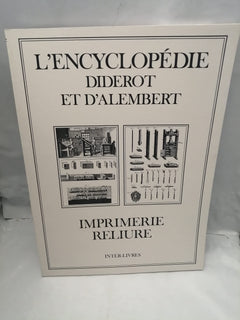 L'ENCYCLOPÉDIE
DIDEROT
ET D'ALEMBERT
IMPRIMERIE
RELIURE
INTER-LIVRES